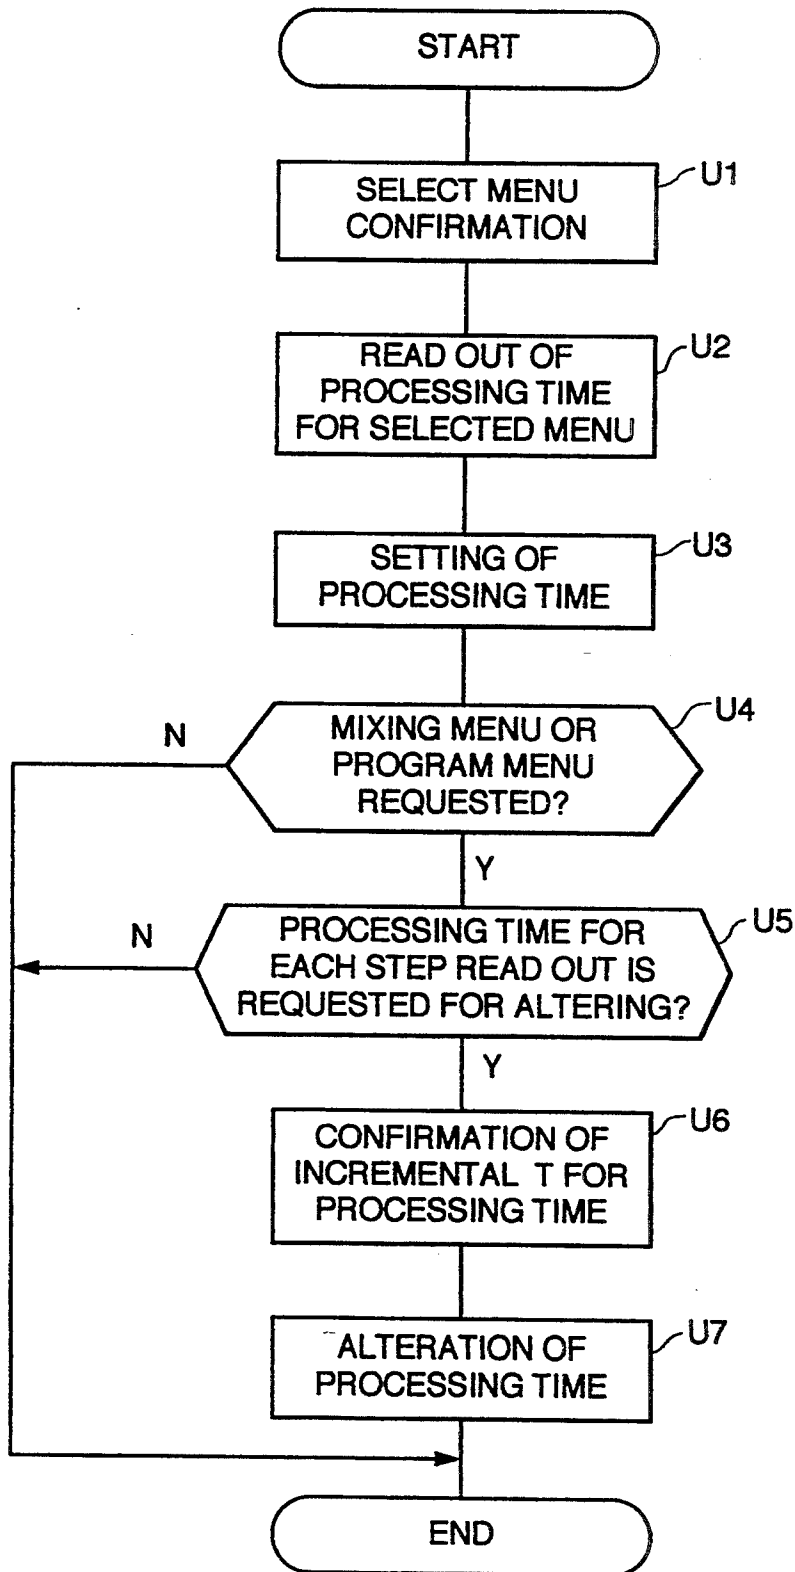 START
U1
SELECT MENU
CONFIRMATION
U2
READ OUT OF
PROCESSING TIME
FOR SELECTED MENU
U3
SETTING OF
PROCESSING TIME
U4
N
MIXING MENU OR
PROGRAM MENU
REQUESTED?
Y
U5
N
PROCESSING TIME FOR
EACH STEP READ OUT IS
REQUESTED FOR ALTERING?
Y
U6
CONFIRMATION OF
INCREMENTAL T FOR
PROCESSING TIME
U7
ALTERATION OF
PROCESSING TIME
END